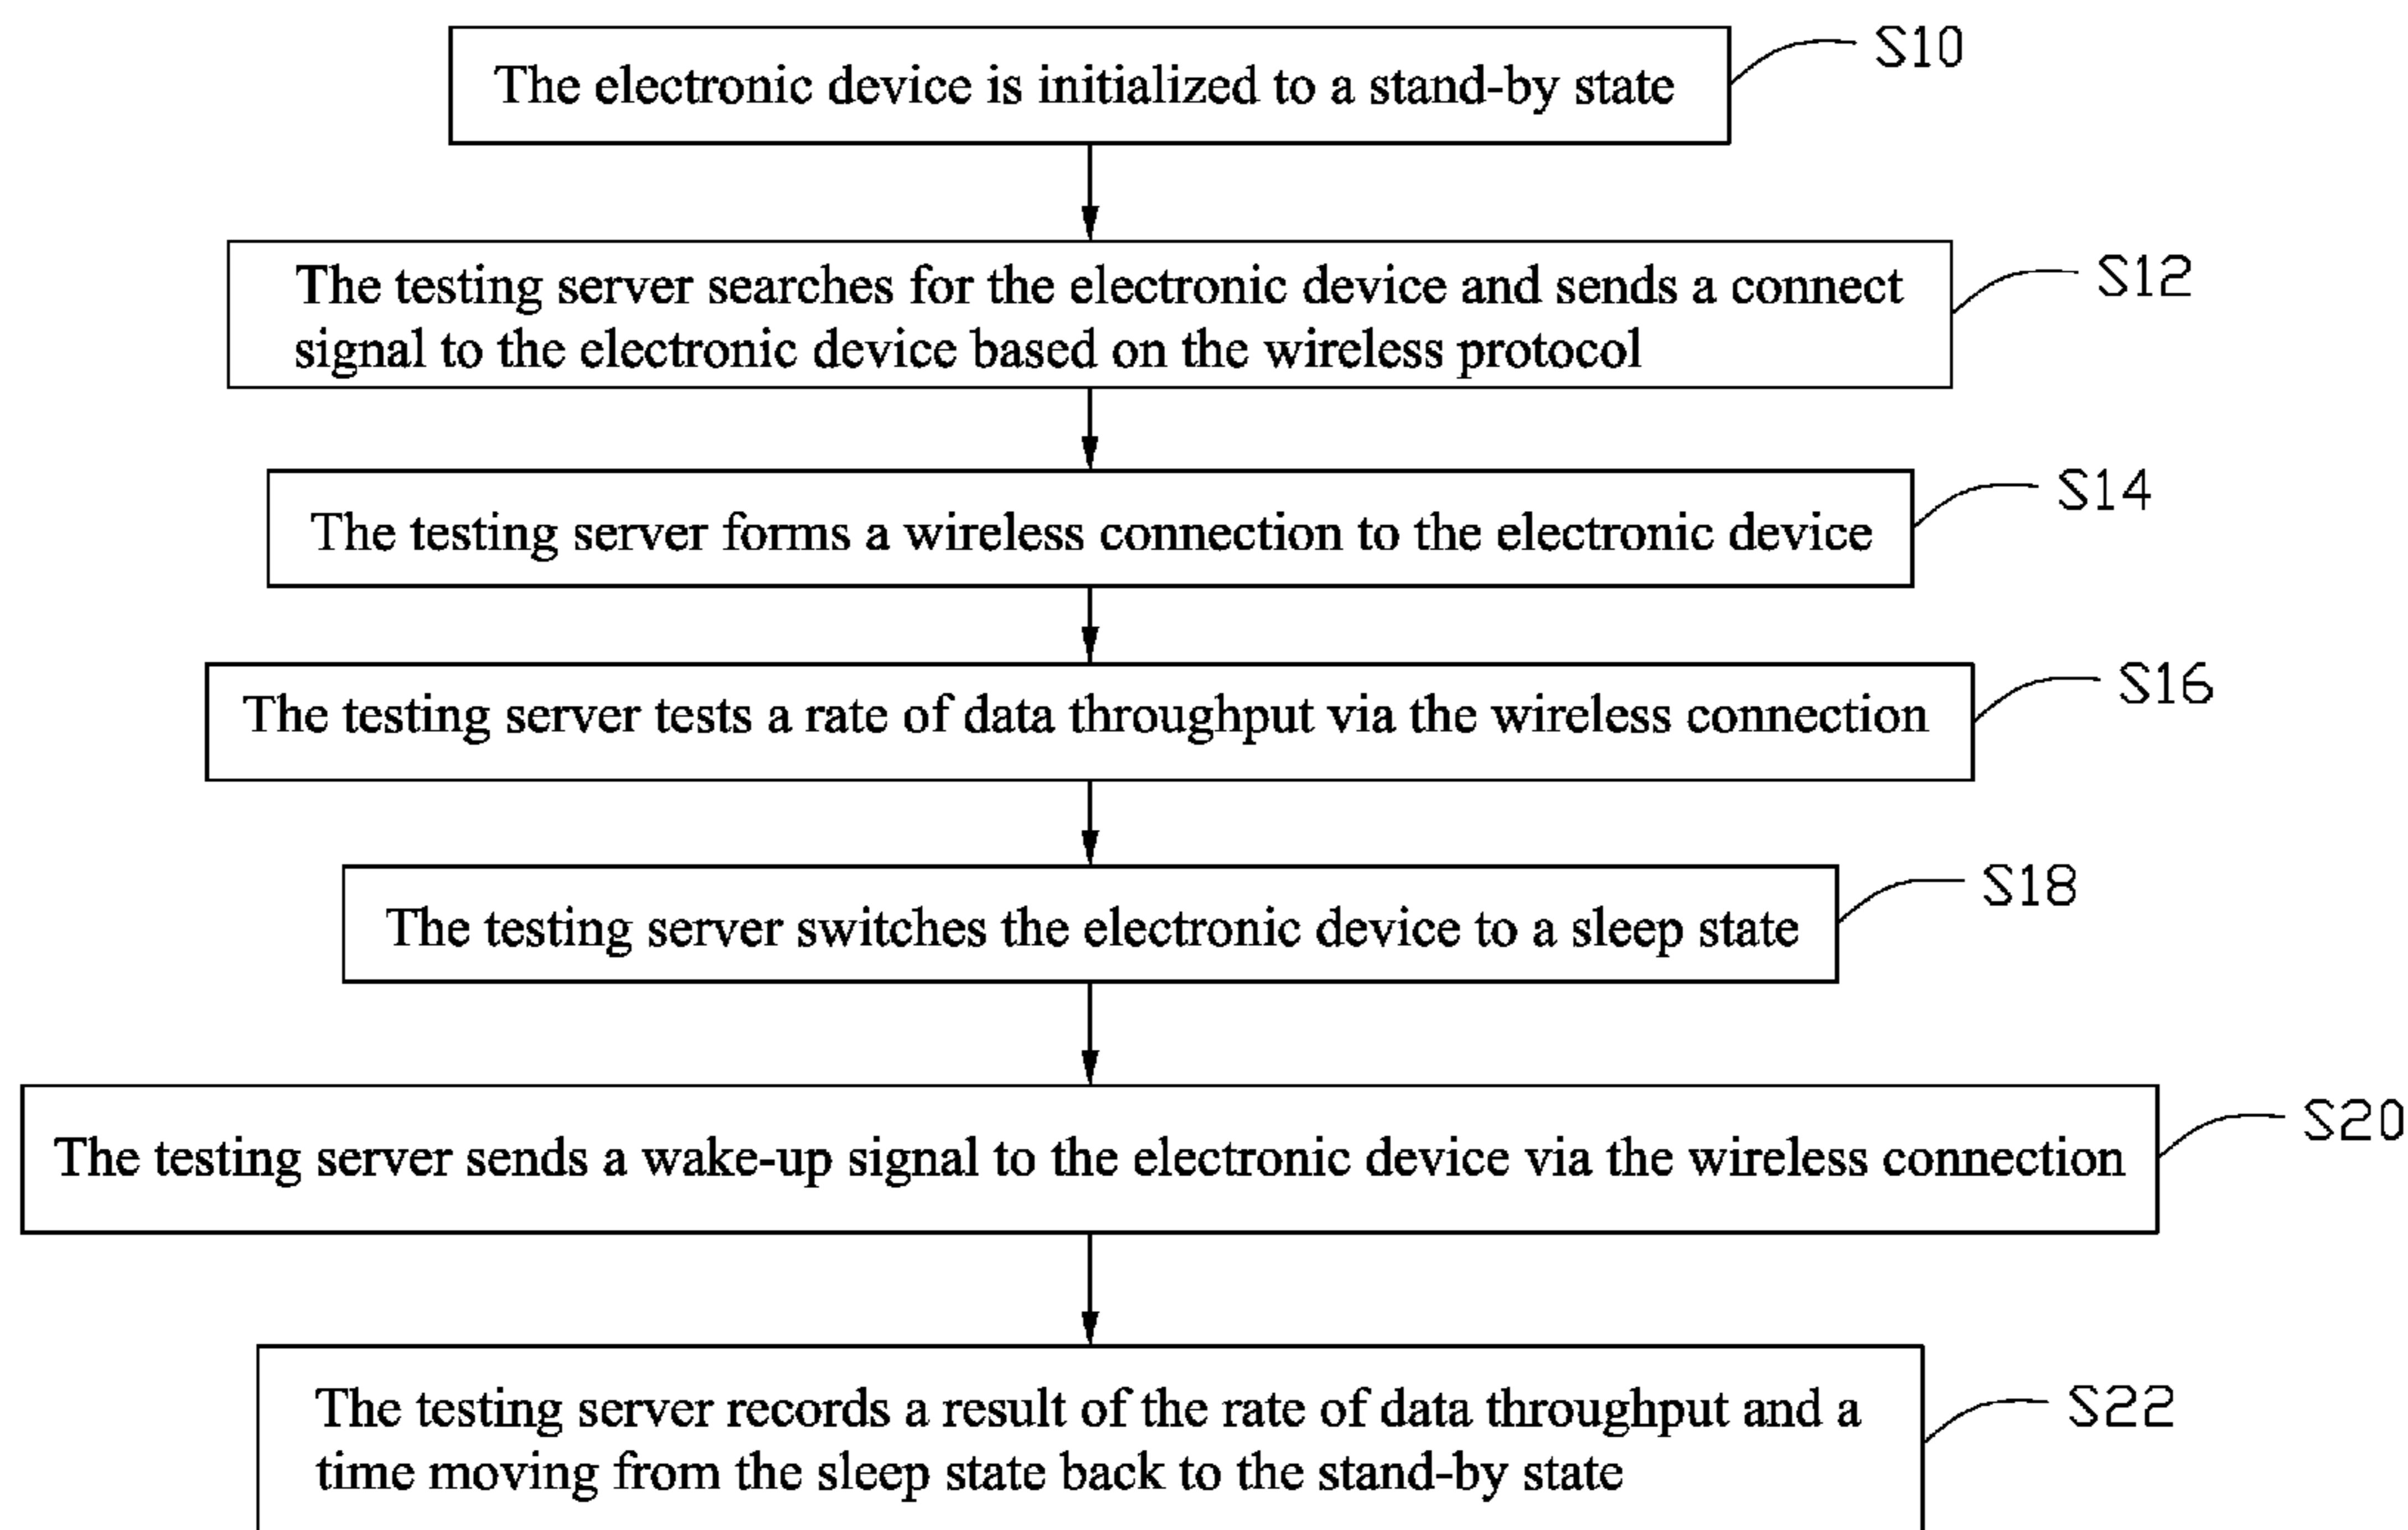 The electronic device is initialized to a stand-by state
S10
The testing server searches for the electronic device and sends a connect
signal to the electronic device based on the wireless protocol
S12
The testing server forms a wireless connection to the electronic device
S14
The testing server tests a rate of data throughput via the wireless connection
S16
The testing server switches the electronic device to a sleep state
S18
The testing server sends a wake-up signal to the electronic device via the wireless connection
S20
The testing server records a result of the rate of data throughput and a
time moving from the sleep state back to the stand-by state
S22